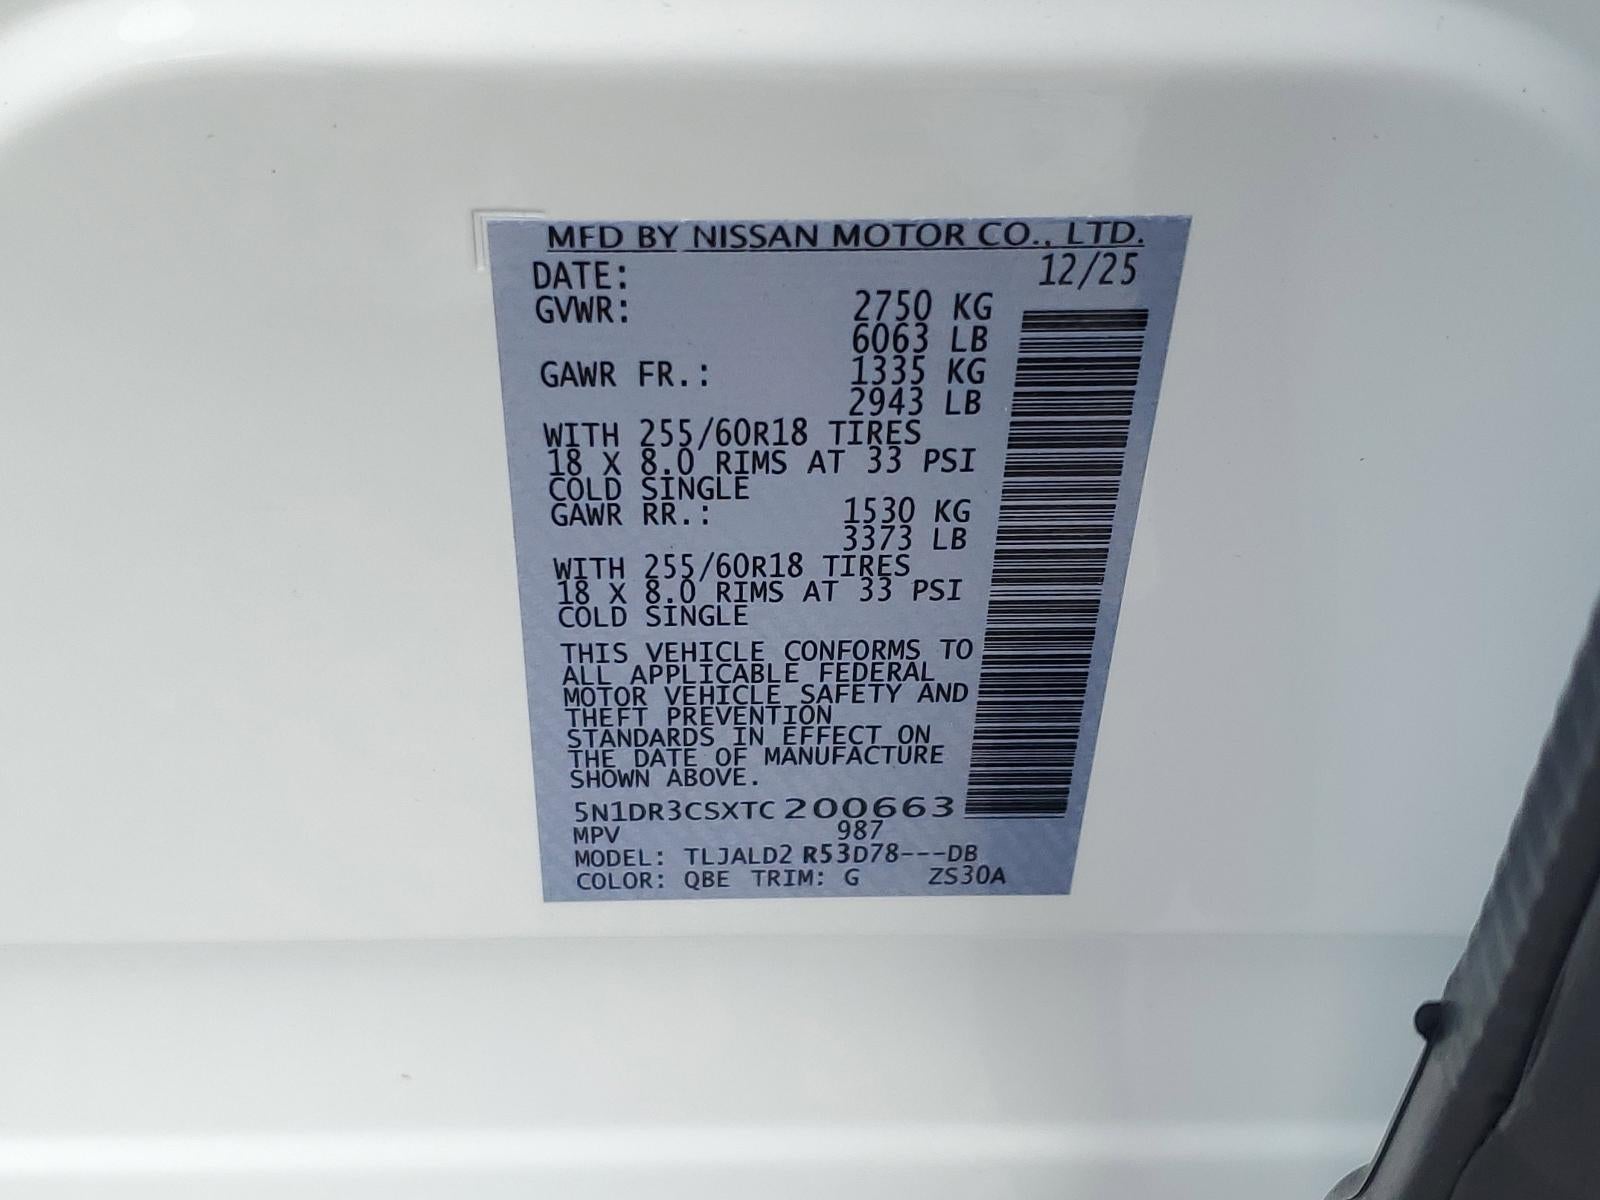 MFD BY NISSAN MOTOR CO., LTD.
DATE: 12/25
GVWR: 2750 KG
6063 LB
GAWR FR.: 1335 KG
2943 LB
WITH 255/60R18 TIRES
18 X 8.0 RIMS AT 33 PSI
COLD SINGLE
GAWR RR.: 1530 KG
3373 LB
WITH 255/60R18 TIRES
18 X 8.0 RIMS AT 33 PSI
COLD SINGLE
THIS VEHICLE CONFORMS TO
ALL APPLICABLE FEDERAL
MOTOR VEHICLE SAFETY AND
THEFT PREVENTION
STANDARDS IN EFFECT ON
THE DATE OF MANUFACTURE
SHOWN ABOVE.
5N1DR3CSXTC200663
MPV 987
MODEL: TLJALD2 R53D78---DB
COLOR: QBE TRIM: G ZS30A